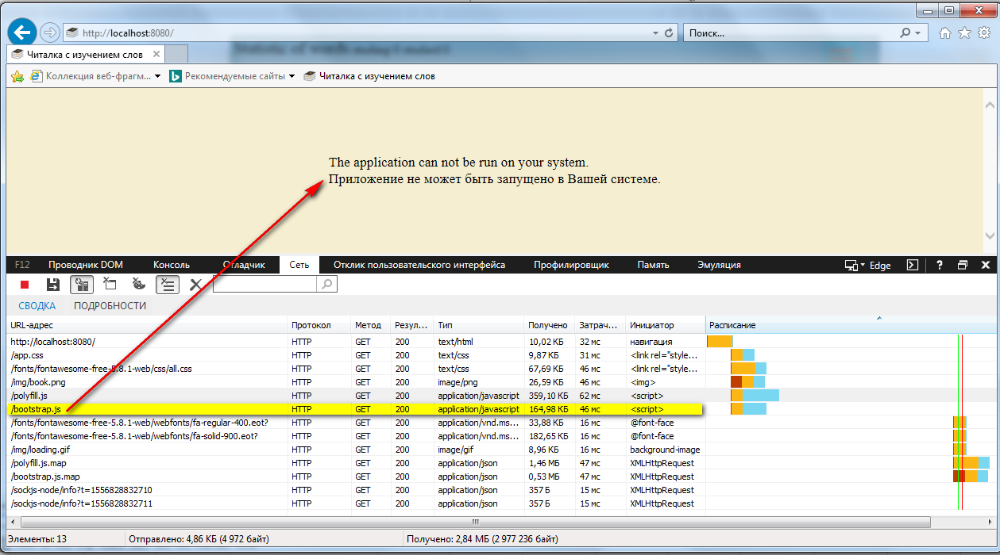 http://localhost:8080/
Поиск...
Читалка с изучением слов
Statistic of words
Коллекция веб-фрагм...
Рекомендуемые сайты
Читалка с изучением слов
The application can not be run on your system.
Приложение не может быть запущено в Вашей системе.
F12 Проводник DOM Консоль Отладчик Сеть Отклик пользовательского интерфейса Профилировщик Память Эмуляция Edge ?
СВОДКА ПОДРОБНОСТИ
URL-адрес Протокол Метод Резул... Тип Получено Затрач... Инициатор Расписание
http://localhost:8080/ HTTP GET 200 text/html 10,02 КБ 32 мс навигация
/app.css HTTP GET 200 text/css 9,87 КБ 31 мс <link rel="style...
/fonts/fontawesome-free-5.8.1-web/css/all.css HTTP GET 200 text/css 67,69 КБ 46 мс <link rel="style...
/img/book.png HTTP GET 200 image/png 26,59 КБ 46 мс <img>
/polyfill.js HTTP GET 200 application/javascript 359,10 КБ 62 мс <script>
/bootstrap.js HTTP GET 200 application/javascript 164,98 КБ 46 мс <script>
/fonts/fontawesome-free-5.8.1-web/webfonts/fa-regular-400.eot? HTTP GET 200 application/vnd.ms... 33,88 КБ 16 мс @font-face
/fonts/fontawesome-free-5.8.1-web/webfonts/fa-solid-900.eot? HTTP GET 200 application/vnd.ms... 182,65 КБ 16 мс @font-face
/img/loading.gif HTTP GET 200 image/gif 8,96 КБ 16 мс background-image
/polyfill.js.map HTTP GET 200 application/json 1,46 МБ 47 мс XMLHttpRequest
/bootstrap.js.map HTTP GET 200 application/json 0,53 МБ 47 мс XMLHttpRequest
/sockjs-node/info?t=1556828832710 HTTP GET 200 application/json 357 Б 15 мс XMLHttpRequest
/sockjs-node/info?t=1556828832711 HTTP GET 200 application/json 357 Б 15 мс XMLHttpRequest
Элементы: 13 Отправлено: 4,86 КБ (4 972 байт) Получено: 2,84 МБ (2 977 236 байт)